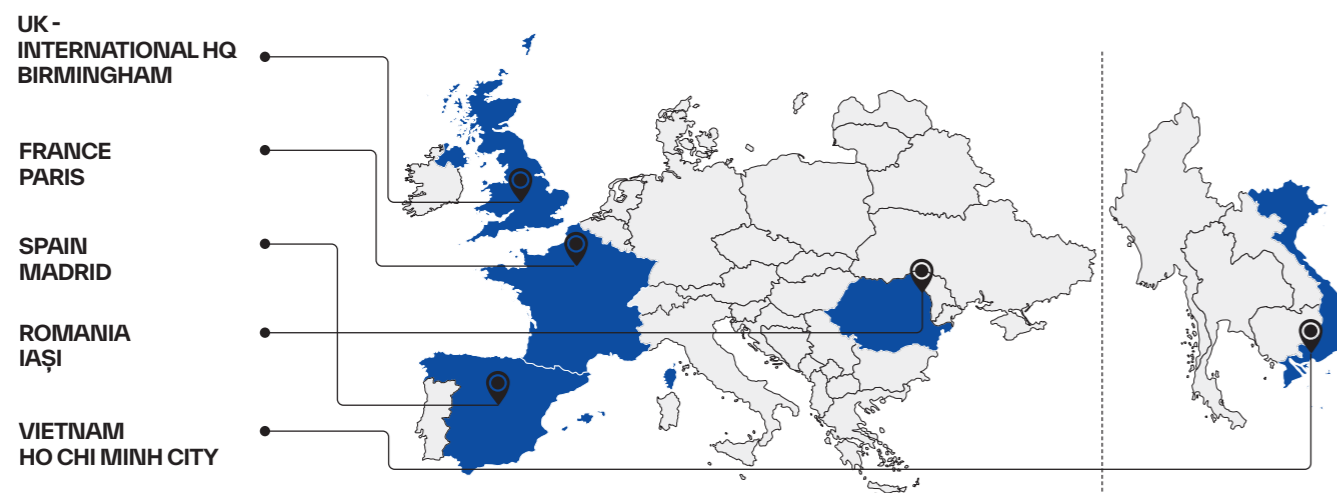 UK -
INTERNATIONAL HQ
BIRMINGHAM
FRANCE
PARIS
SPAIN
MADRID
ROMANIA
IAȘI
VIETNAM
HO CHI MINH CITY